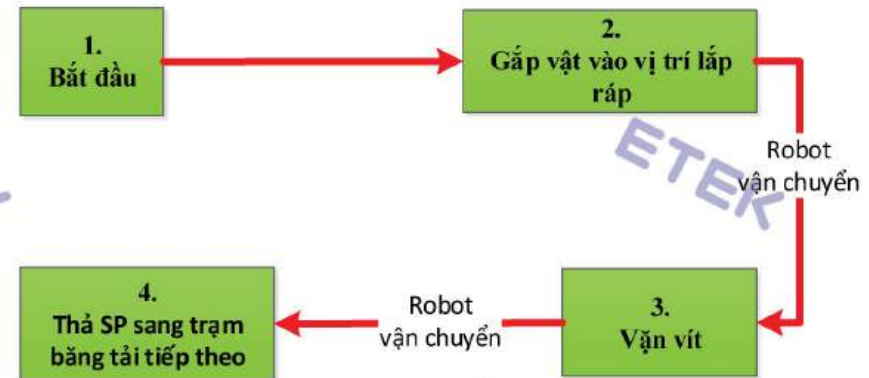 1.
Bắt đầu
2.
Gắp vật vào vị trí lắp
ráp
ETEK
Robot
vận chuyển
3.
Vặn vít
Robot
vận chuyển
4.
Thả SP sang trạm
băng tải tiếp theo